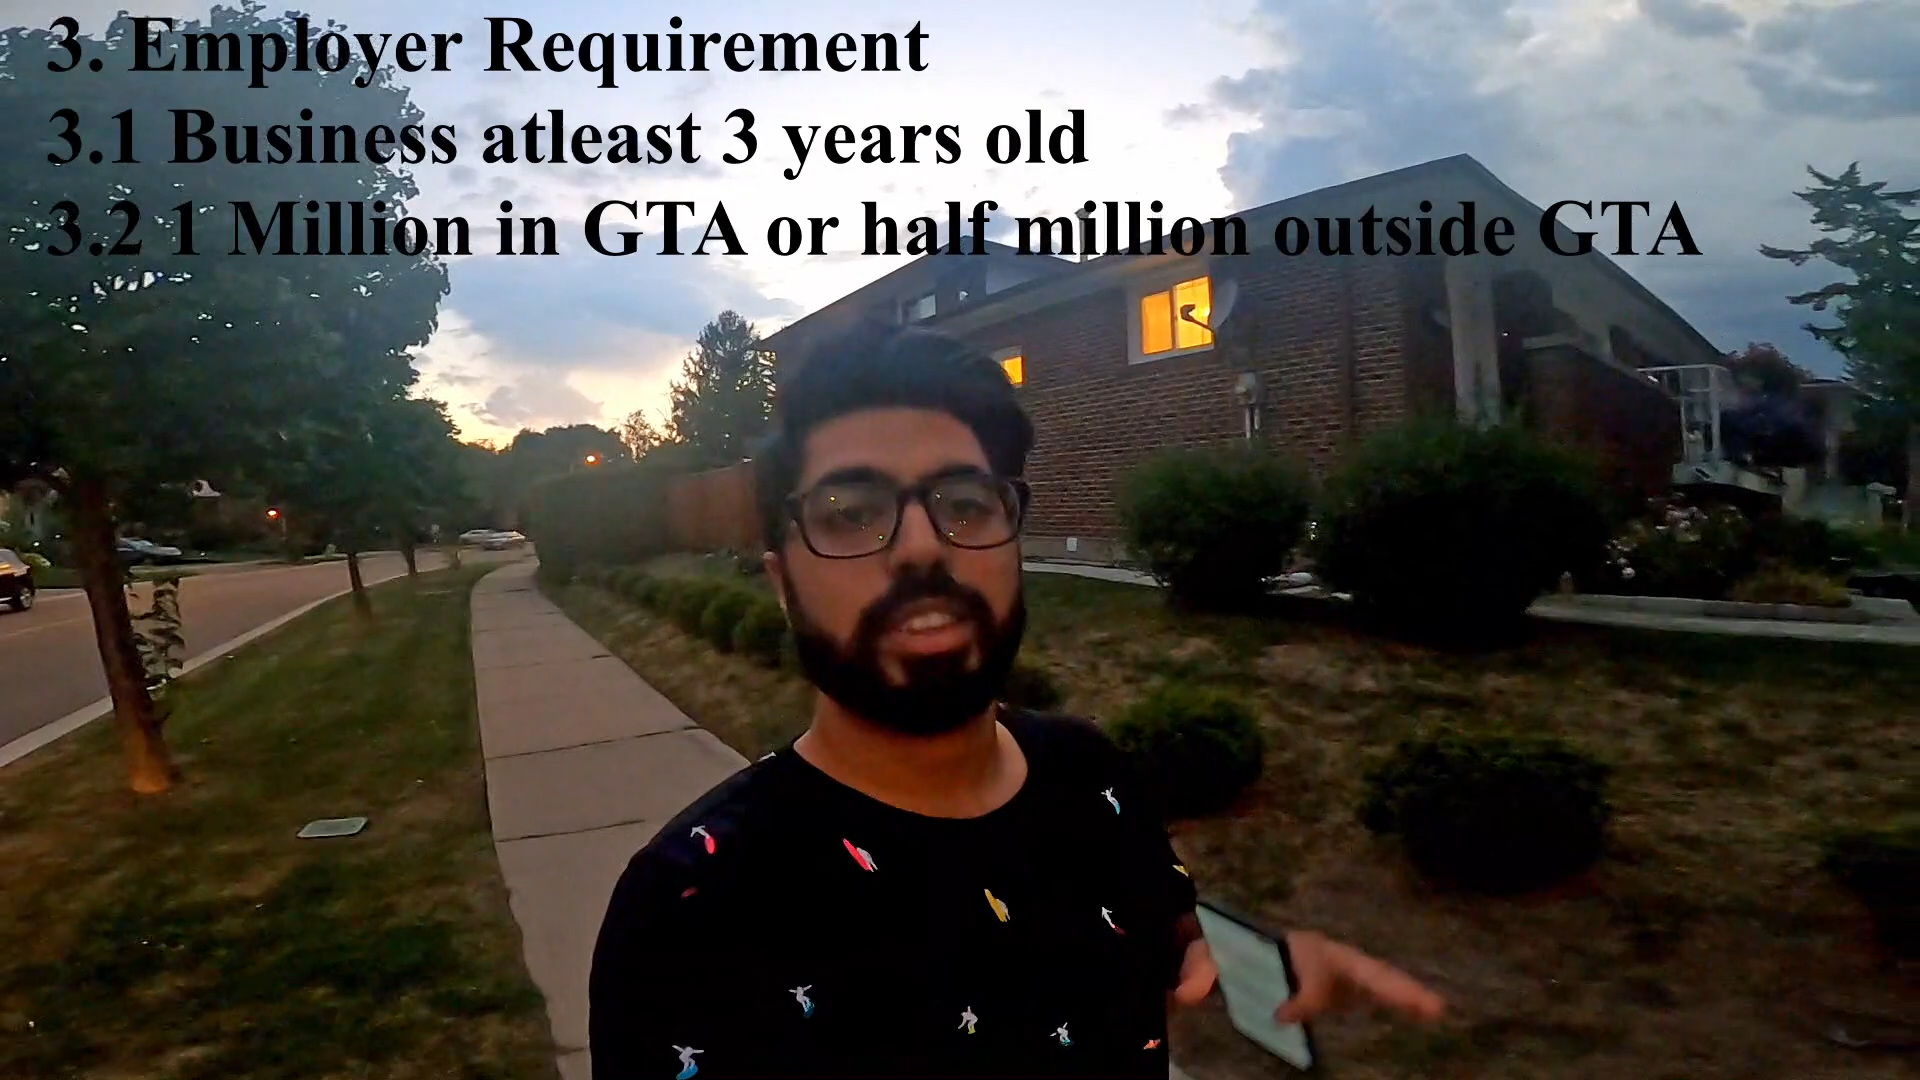 3. Employer Requirement
3.1 Business atleast 3 years old
3.2 1 Million in GTA or half million outside GTA